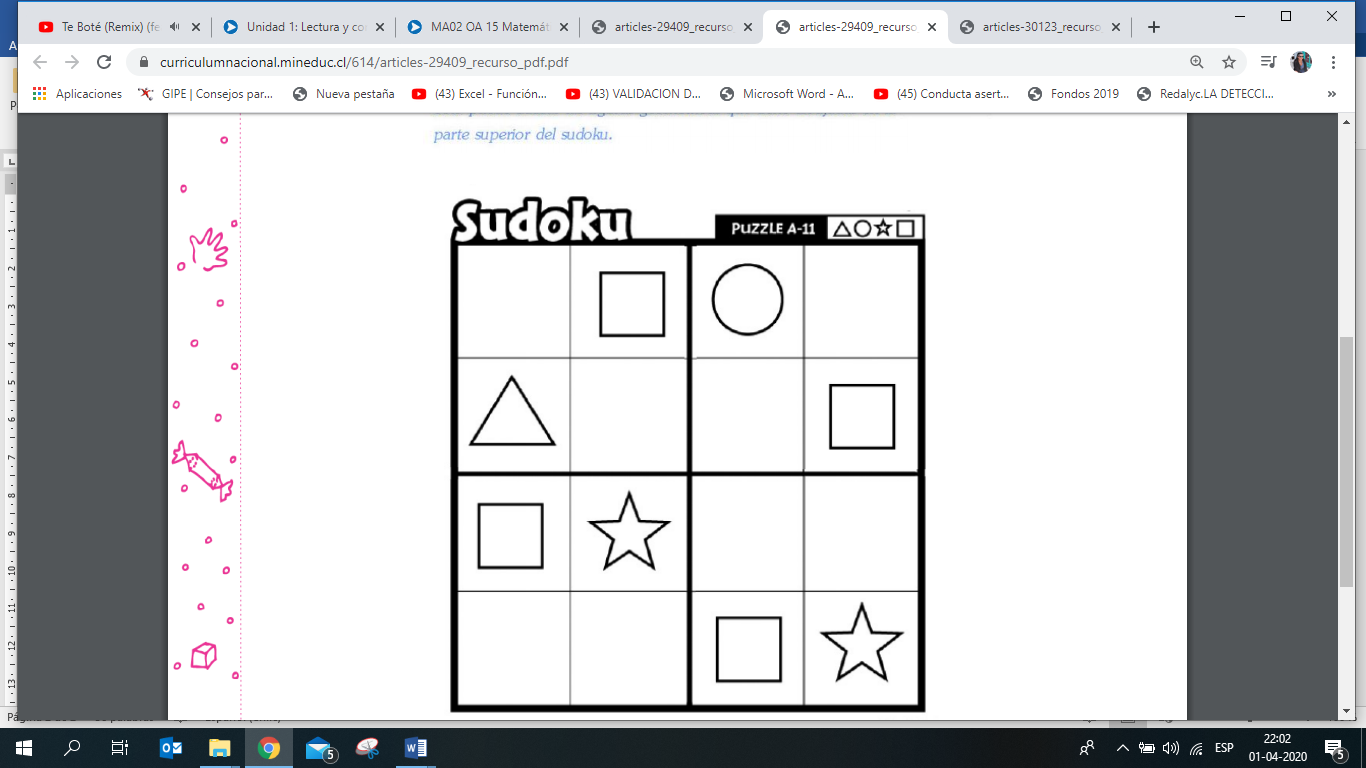 Te Boté (Remix) (fe
Unidad 1: Lectura y co
MA02 OA 15 Matemát
articles-29409_recurso
articles-29409_recurso_
articles-30123_recurso
curriculumnacional.mineduc.cl/614/articles-29409_recurso_pdf.pdf
Aplicaciones
GIPE | Consejos par...
Nueva pestaña
(43) Excel - Función...
(43) VALIDACION D...
Microsoft Word - A...
(45) Conducta asert...
Fondos 2019
Redalyc.LA DETECCI...
»
parte superior del sudoku.
Sudoku
PUZZLE A-11
ESP
22:02
01-04-2020
5
5